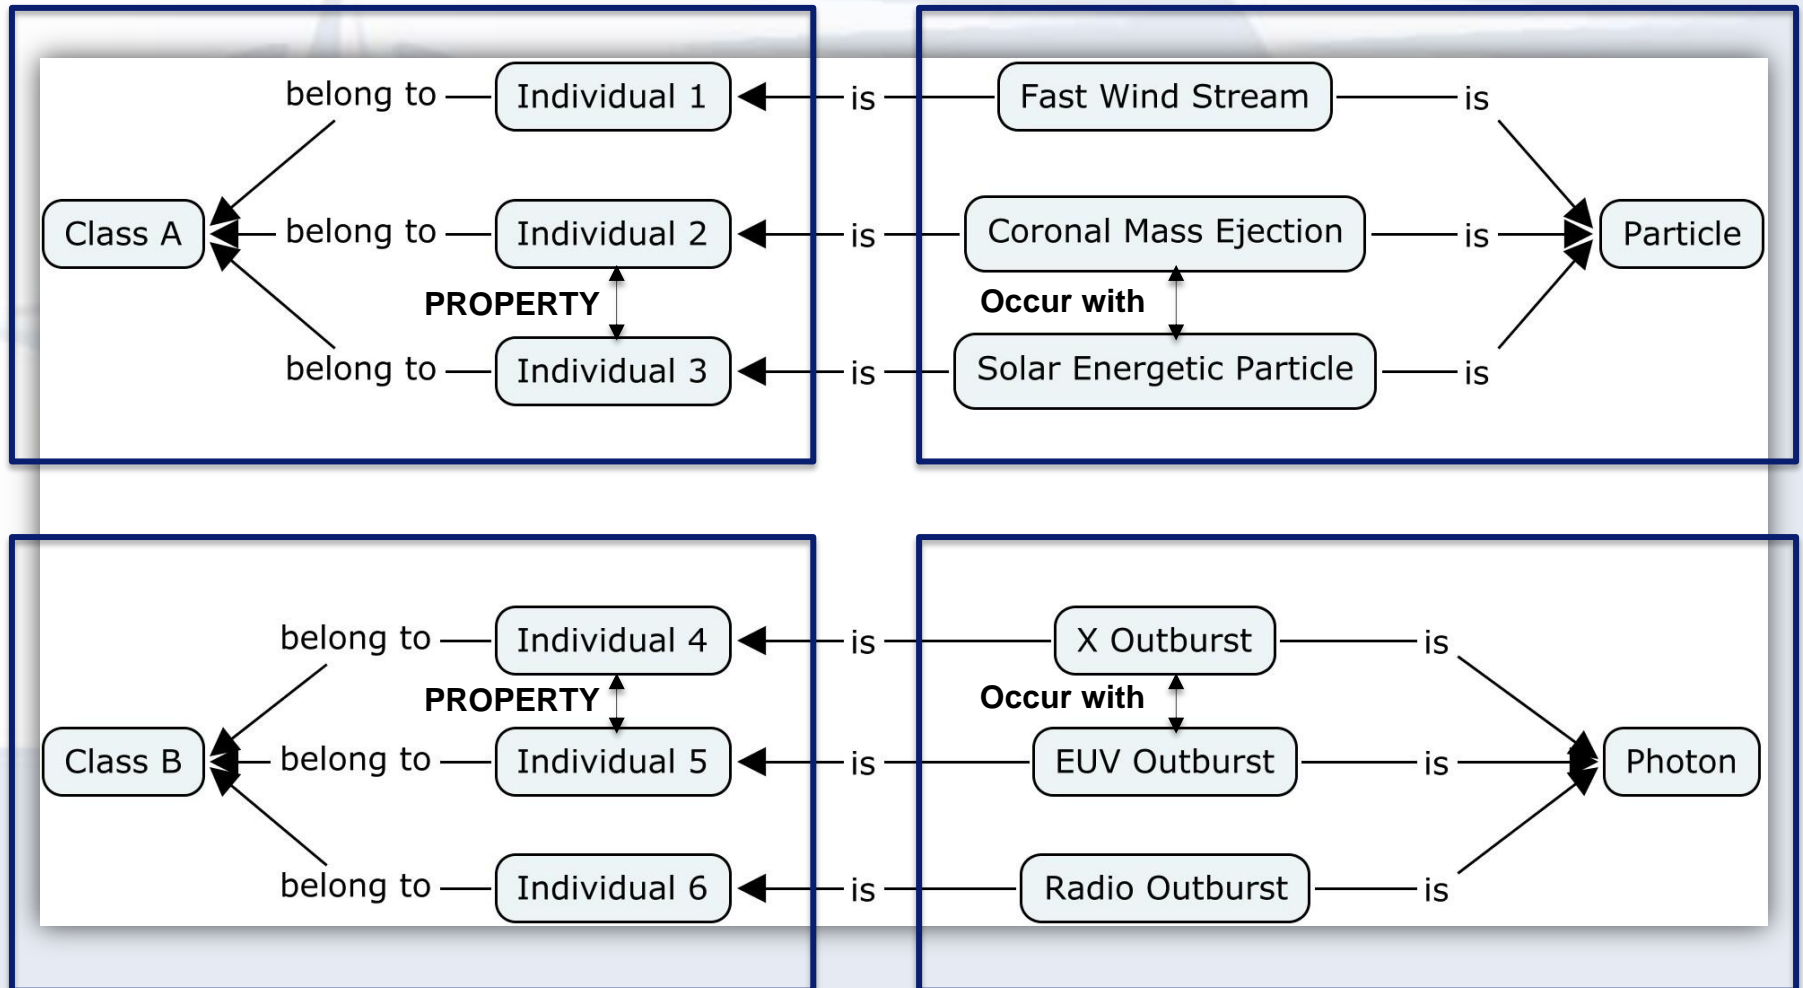 belong to Individual 1 is Fast Wind Stream is
Class A belong to Individual 2 is Coronal Mass Ejection is Particle
PROPERTY Occur with
belong to Individual 3 is Solar Energetic Particle is
belong to Individual 4 is X Outburst is
PROPERTY Occur with
Class B belong to Individual 5 is EUV Outburst is Photon
belong to Individual 6 is Radio Outburst is